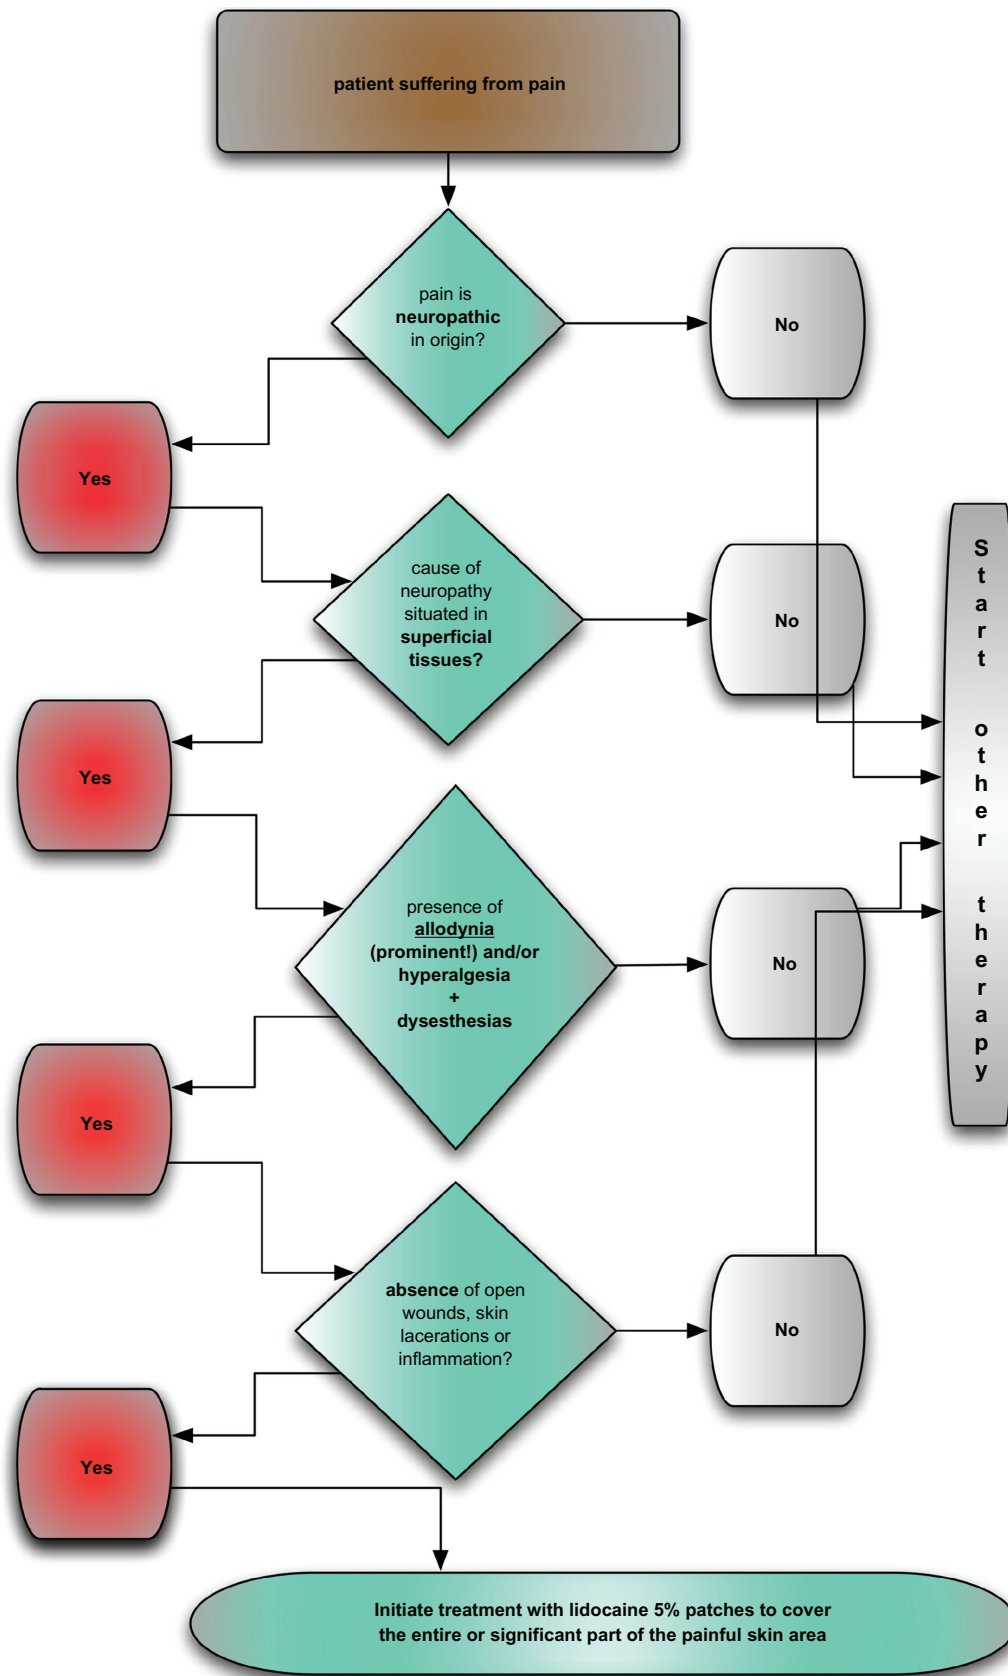 patient suffering from pain
pain is
neuropathic
in origin?
No
Yes
cause of
neuropathy
situated in
superficial
tissues?
No
Yes
presence of
allodynia
(prominent!) and/or
hyperalgesia
+
dysesthesias
No
Yes
absence of open
wounds, skin
lacerations or
inflammation?
No
Yes
Start other therapy
Initiate treatment with lidocaine 5% patches to cover
the entire or significant part of the painful skin area